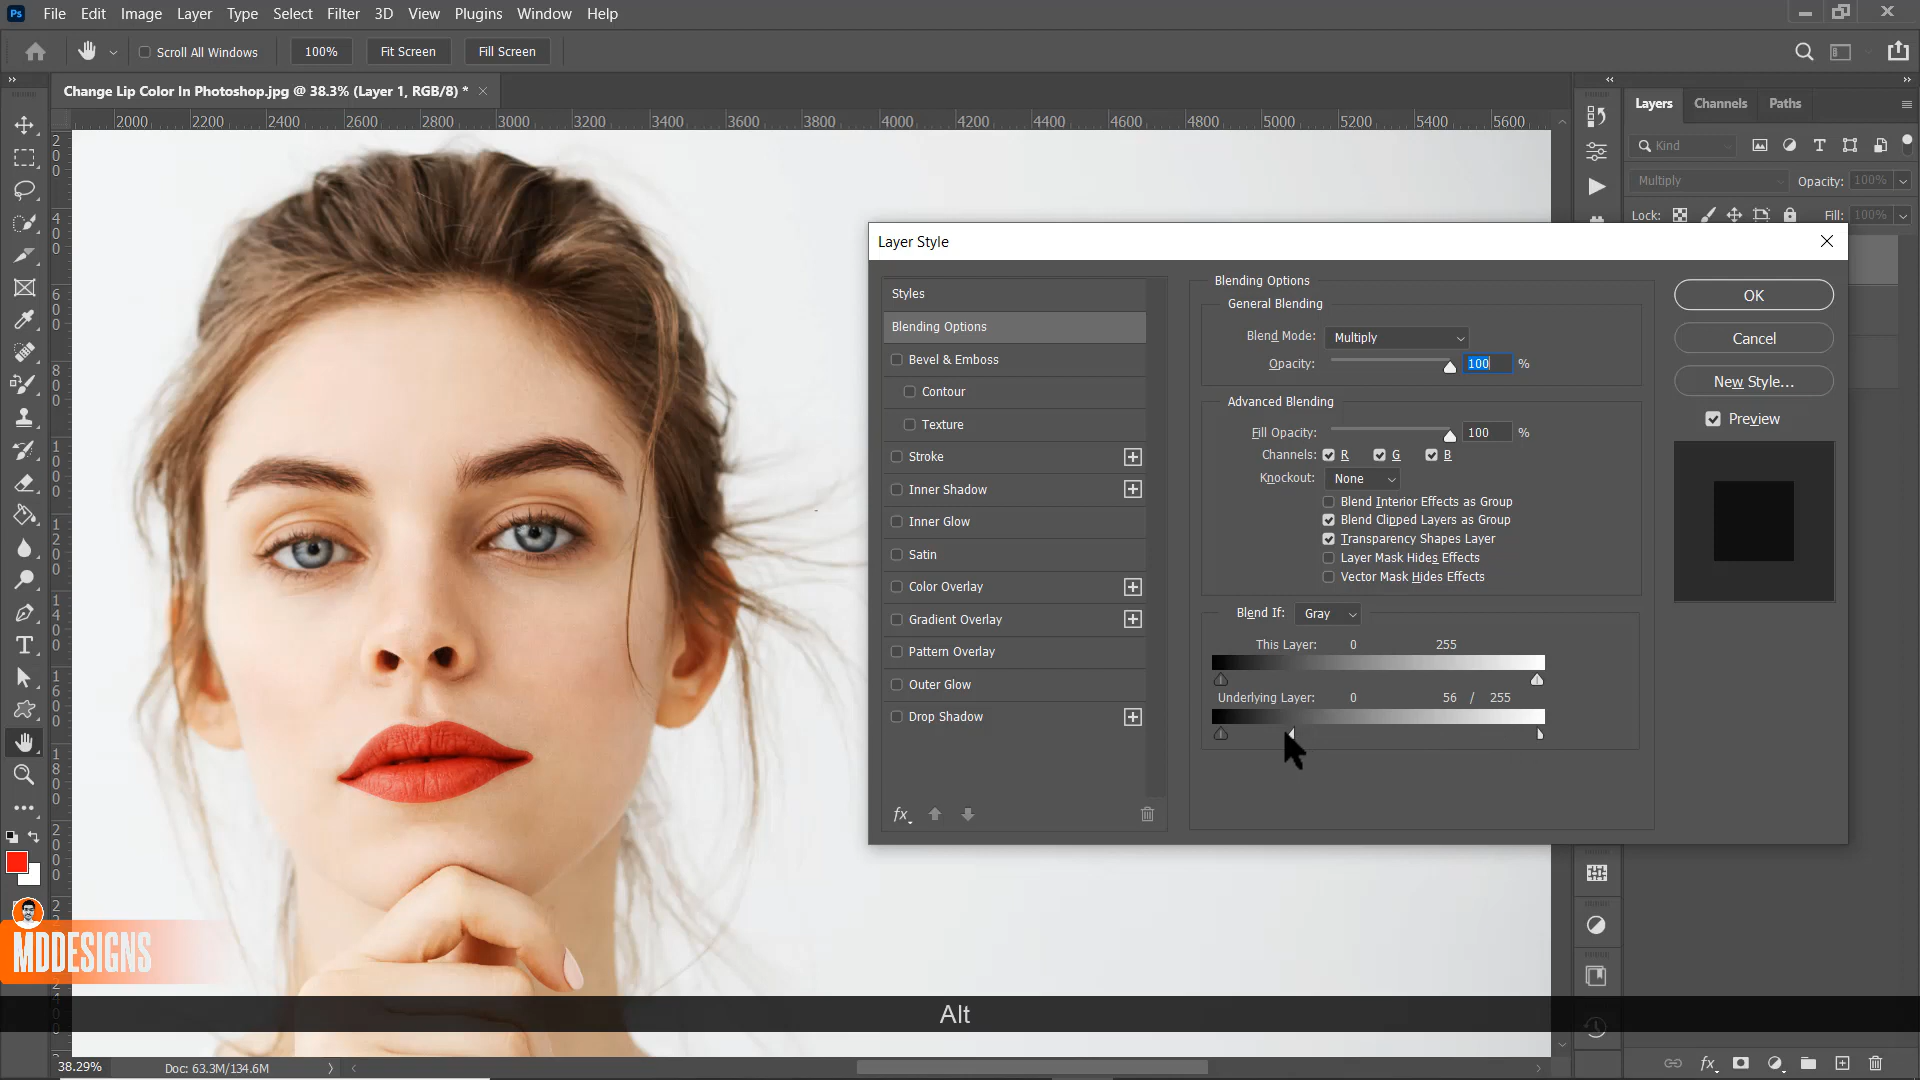 Ps File Edit Image Layer Type Select Filter 3D View Plugins Window Help
Scroll All Windows 100% Fit Screen Fill Screen
Change Lip Color In Photoshop.jpg @ 38.3% (Layer 1, RGB/8) *
2000 2200 2400 2600 2800 3000 3200 3400 3600 3800 4000 4200 4400 4600 4800 5000 5200 5400 5600
Layers Channels Paths
Kind
Multiply Opacity: 100%
Lock: Fill: 100%
Layer Style
Styles
Blending Options
Bevel & Emboss
Contour
Texture
Stroke
Inner Shadow
Inner Glow
Satin
Color Overlay
Gradient Overlay
Pattern Overlay
Outer Glow
Drop Shadow
fx
Blending Options
General Blending
Blend Mode: Multiply
Opacity: 100 %
Advanced Blending
Fill Opacity: 100 %
Channels: R G B
Knockout: None
Blend Interior Effects as Group
Blend Clipped Layers as Group
Transparency Shapes Layer
Layer Mask Hides Effects
Vector Mask Hides Effects
Blend If: Gray
This Layer: 0 255
Underlying Layer: 0 56 / 255
OK
Cancel
New Style...
Preview
MDDESIGNS
Alt
38.29% Doc: 63.3M/134.6M
fx